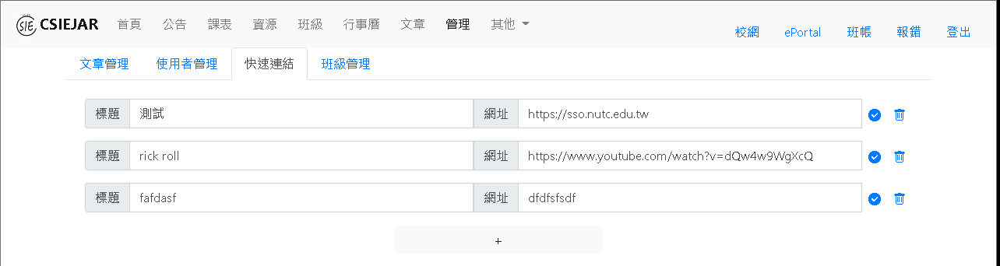 SIE CSIEJAR 首頁 公告 課表 資源 班級 行事曆 文章 管理 其他
校網 ePortal 班帳 報錯 登出
文章管理 使用者管理 快速連結 班級管理
標題 測試 網址 https://sso.nutc.edu.tw
標題 rick roll 網址 https://www.youtube.com/watch?v=dQw4w9WgXcQ
標題 fafdasf 網址 dfdfsfsdf
+